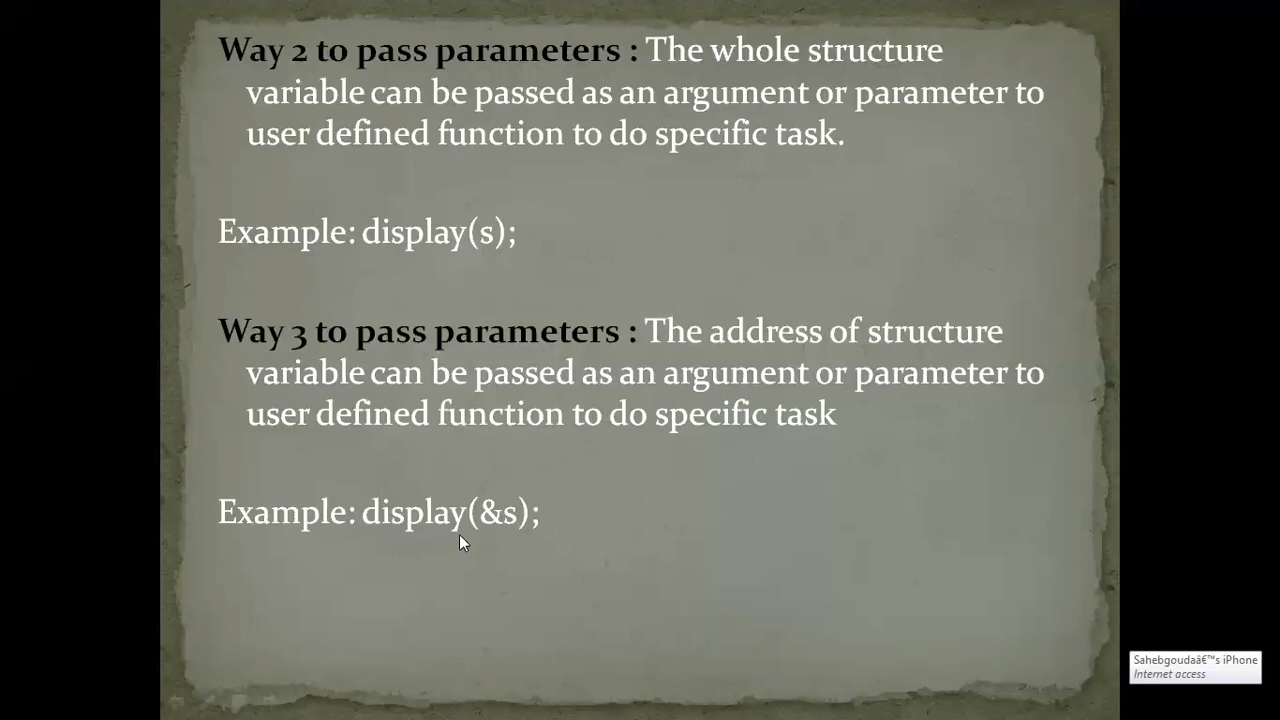 Way 2 to pass parameters : The whole structure
variable can be passed as an argument or parameter to
user defined function to do specific task.
Example: display(s);
Way 3 to pass parameters : The address of structure
variable can be passed as an argument or parameter to
user defined function to do specific task
Example: display(&s);
Sahebgoudaâ€™s iPhone
Internet access